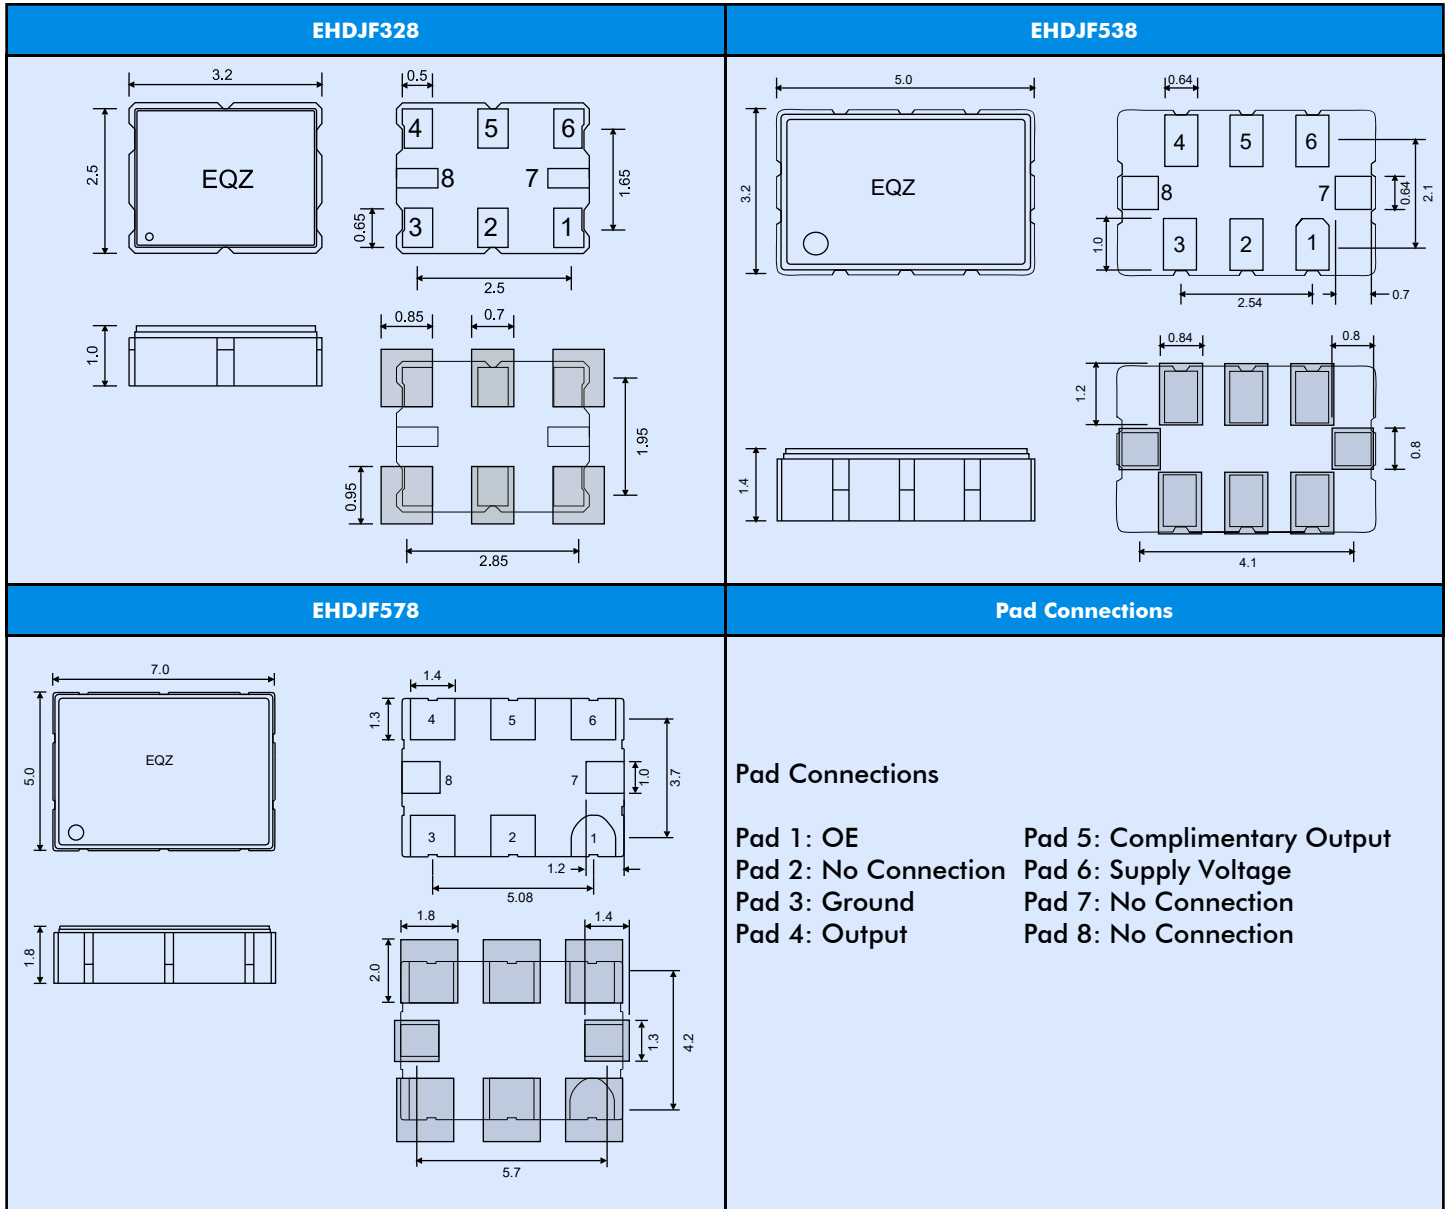 EHDJF328
3.2
2.5
EQZ
1.0
0.5
4 5 6
8 7
3 2 1
0.65
1.65
2.5
0.85 0.7
1.95
0.95
2.85
EHDJF538
5.0
3.2
EQZ
1.4
0.64
4 5 6
8 7
3 2 1
1.0
0.64
2.1
2.54
0.7
0.84 0.8
1.2
0.8
4.1
EHDJF578
7.0
5.0
EQZ
1.8
1.4
1.3
4 5 6
8 7
3 2 1
1.0
3.7
1.2
5.08
1.8 1.4
2.0
1.3
4.2
5.7
Pad Connections
Pad Connections
Pad 1: OE Pad 5: Complimentary Output
Pad 2: No Connection Pad 6: Supply Voltage
Pad 3: Ground Pad 7: No Connection
Pad 4: Output Pad 8: No Connection